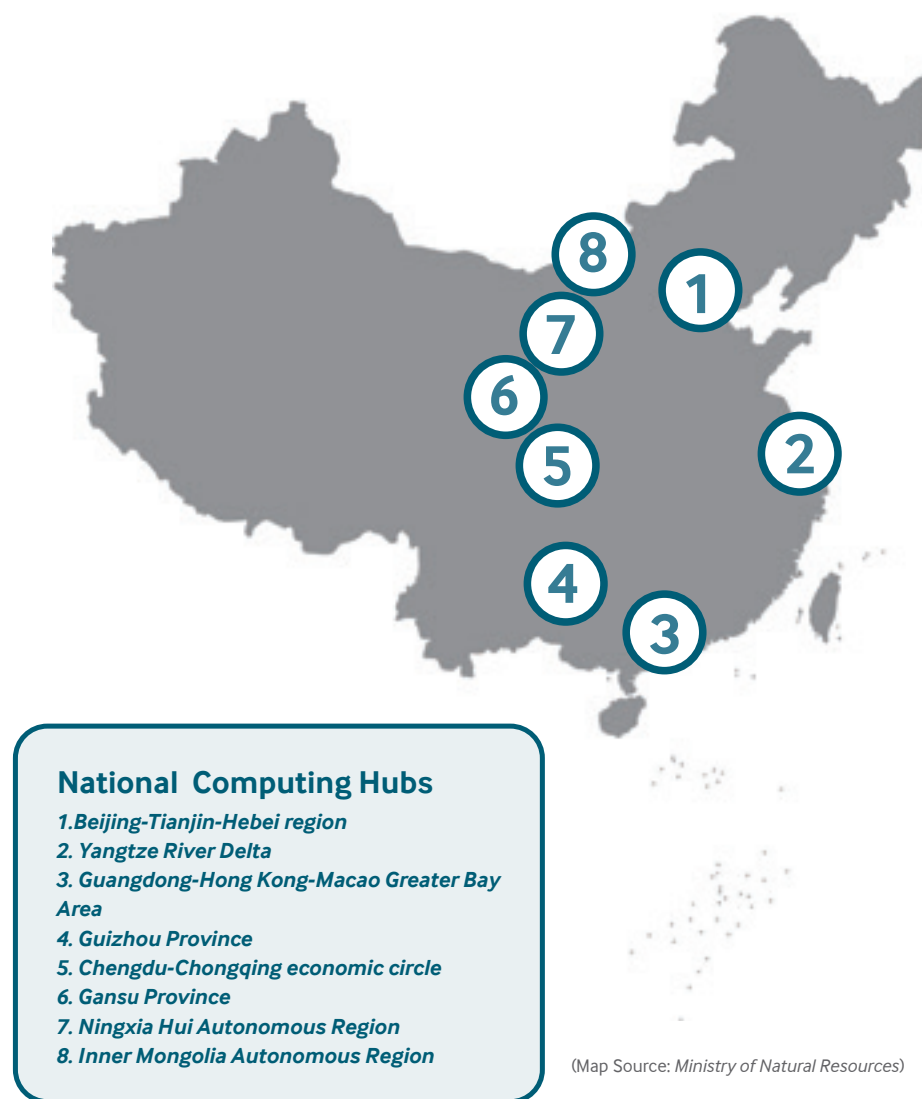 8
1
7
6
5
2
4
3
National Computing Hubs
1.Beijing-Tianjin-Hebei region
2. Yangtze River Delta
3. Guangdong-Hong Kong-Macao Greater Bay
Area
4. Guizhou Province
5. Chengdu-Chongqing economic circle
6. Gansu Province
7. Ningxia Hui Autonomous Region
8. Inner Mongolia Autonomous Region
(Map Source: Ministry of Natural Resources)